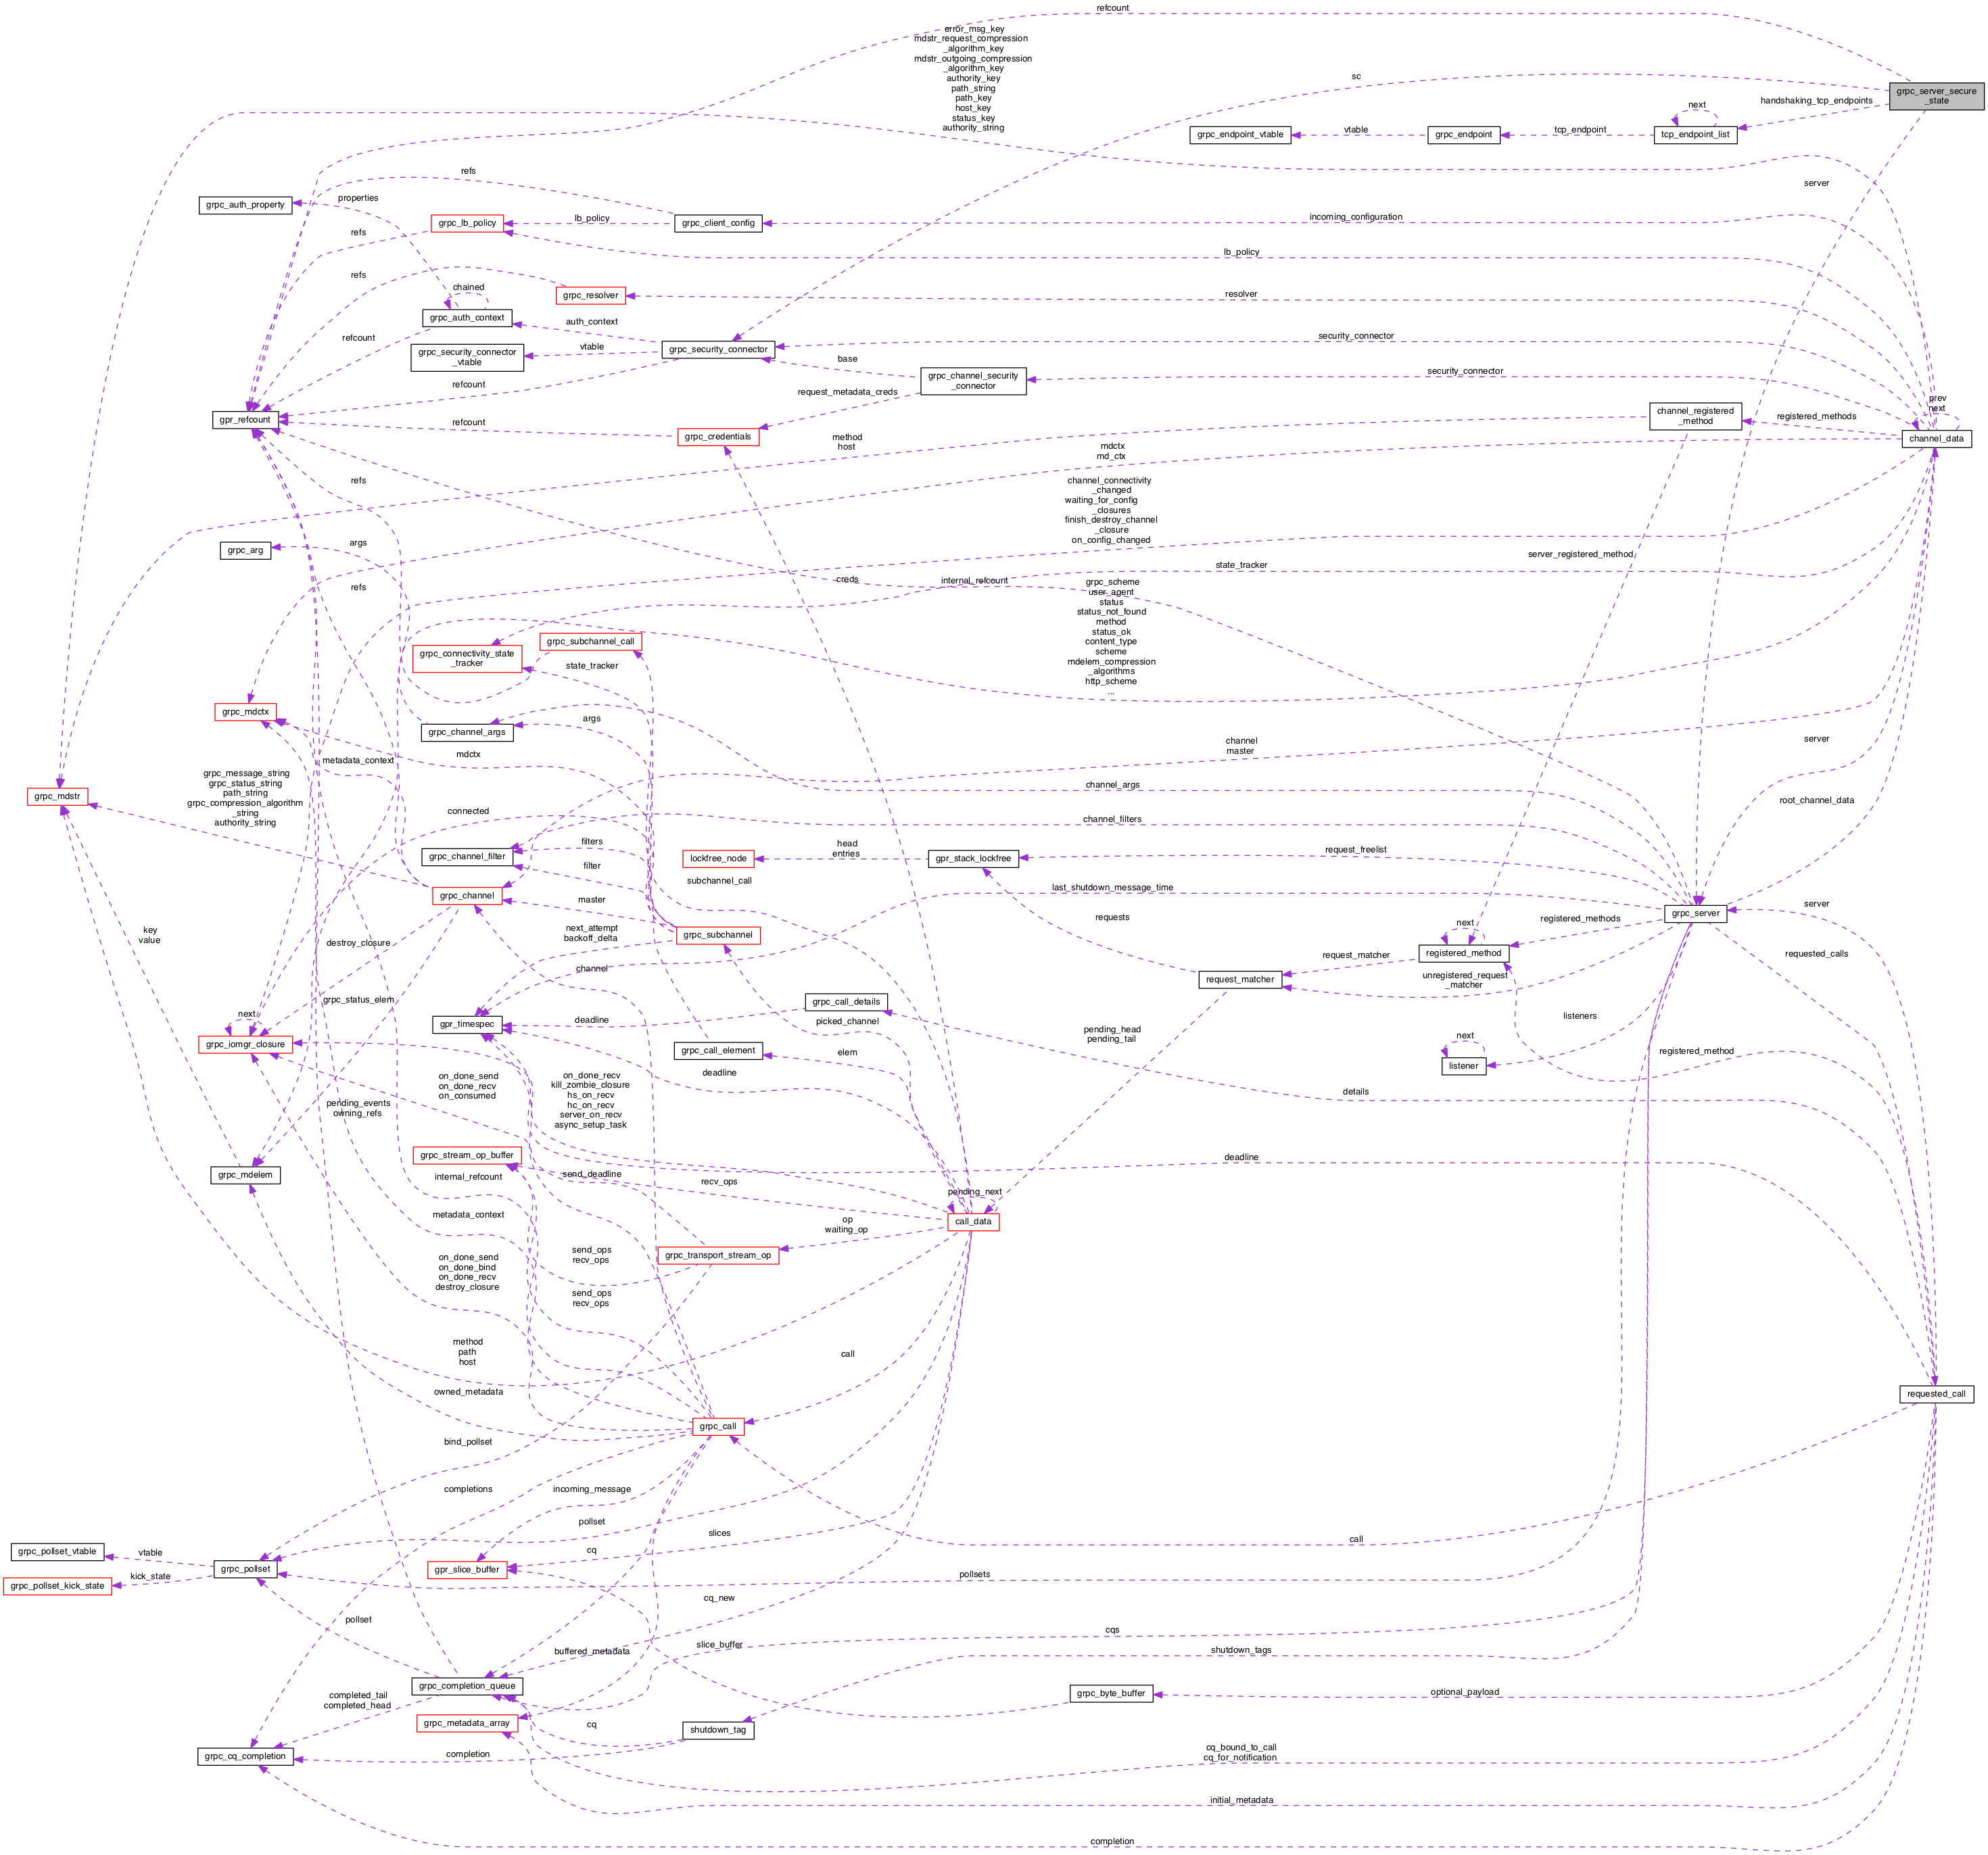 refcount
error_msg_key
mdstr_request_compression
_algorithm_key
mdstr_outgoing_compression
_algorithm_key
authority_key
path_string
path_key
host_key
status_key
authority_string
sc
grpc_server_secure
_state
handshaking_tcp_endpoints
next
grpc_endpoint_vtable
vtable
grpc_endpoint
tcp_endpoint
tcp_endpoint_list
refs
server
grpc_auth_property
properties
grpc_lb_policy
lb_policy
grpc_client_config
incoming_configuration
refs
lb_policy
refs
chained
grpc_resolver
resolver
grpc_auth_context
auth_context
refcount
grpc_security_connector
_vtable
vtable
grpc_security_connector
security_connector
base
grpc_channel_security
_connector
security_connector
refcount
request_metadata_creds
prev
next
gpr_refcount
refcount
grpc_credentials
method
host
channel_registered
_method
registered_methods
channel_data
mdctx
md_ctx
refs
channel_connectivity
_changed
waiting_for_config
_closures
finish_destroy_channel
_closure
on_config_changed
grpc_arg
args
server_registered_method
state_tracker
refs
creds
internal_refcount
grpc_scheme
user_agent
status
status_not_found
method
status_ok
content_type
scheme
mdelem_compression
_algorithms
http_scheme
...
grpc_subchannel_call
grpc_connectivity_state
_tracker
state_tracker
grpc_mdctx
grpc_channel_args
args
mdctx
channel
master
server
metadata_context
channel_args
grpc_mdstr
grpc_message_string
grpc_status_string
path_string
grpc_compression_algorithm
_string
authority_string
root_channel_data
connected
channel_filters
grpc_channel_filter
filters
filter
lockfree_node
head
entries
gpr_stack_lockfree
request_freelist
subchannel_call
last_shutdown_message_time
grpc_channel
master
requests
grpc_server
server
key
value
destroy_closure
next_attempt
backoff_delta
grpc_subchannel
registered_methods
next
registered_method
request_matcher
requested_calls
channel
request_matcher
unregistered_request
_matcher
grpc_status_elem
grpc_call_details
next
grpc_iomgr_closure
gpr_timespec
deadline
picked_channel
listeners
pending_head
pending_tail
next
listener
grpc_call_element
elem
registered_method
deadline
on_done_send
on_done_recv
on_consumed
on_done_recv
kill_zombie_closure
hs_on_recv
hc_on_recv
server_on_recv
async_setup_task
details
pending_events
owning_refs
grpc_stream_op_buffer
grpc_mdelem
internal_refcount
send_deadline
recv_ops
deadline
pending_next
call_data
metadata_context
op
waiting_op
grpc_transport_stream_op
send_ops
recv_ops
on_done_send
on_done_bind
on_done_recv
destroy_closure
send_ops
recv_ops
method
path
host
call
owned_metadata
requested_call
grpc_call
bind_pollset
completions
incoming_message
pollset
slices
call
grpc_pollset_vtable
vtable
cq
grpc_pollset
gpr_slice_buffer
pollsets
grpc_pollset_kick_state
kick_state
cq_new
pollset
cqs
buffered_metadata
slice_buffer
shutdown_tags
grpc_completion_queue
completed_tail
completed_head
grpc_byte_buffer
optional_payload
grpc_metadata_array
cq
shutdown_tag
grpc_cq_completion
completion
cq_bound_to_call
cq_for_notification
initial_metadata
completion